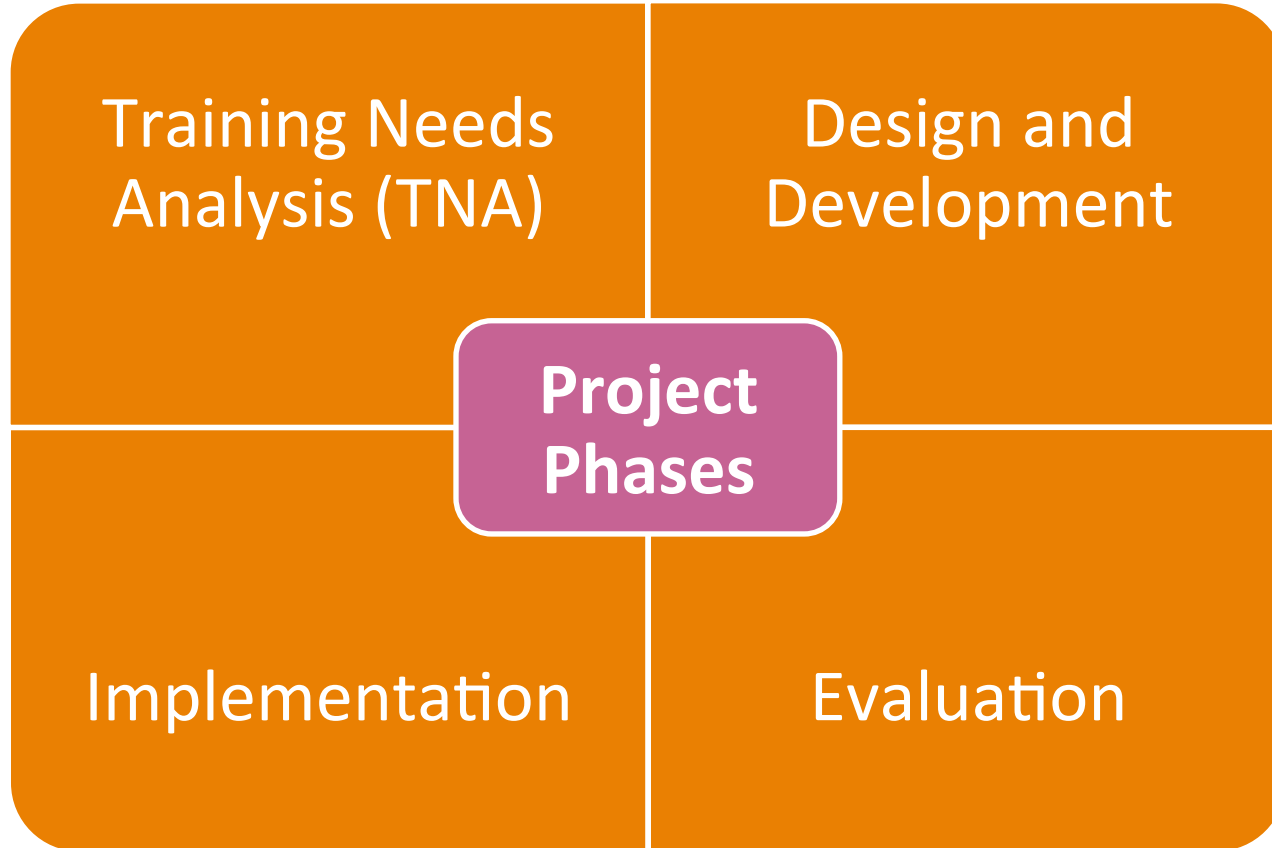 Training Needs
Analysis (TNA)
Design and
Development
Project
Phases
Implementation
Evaluation